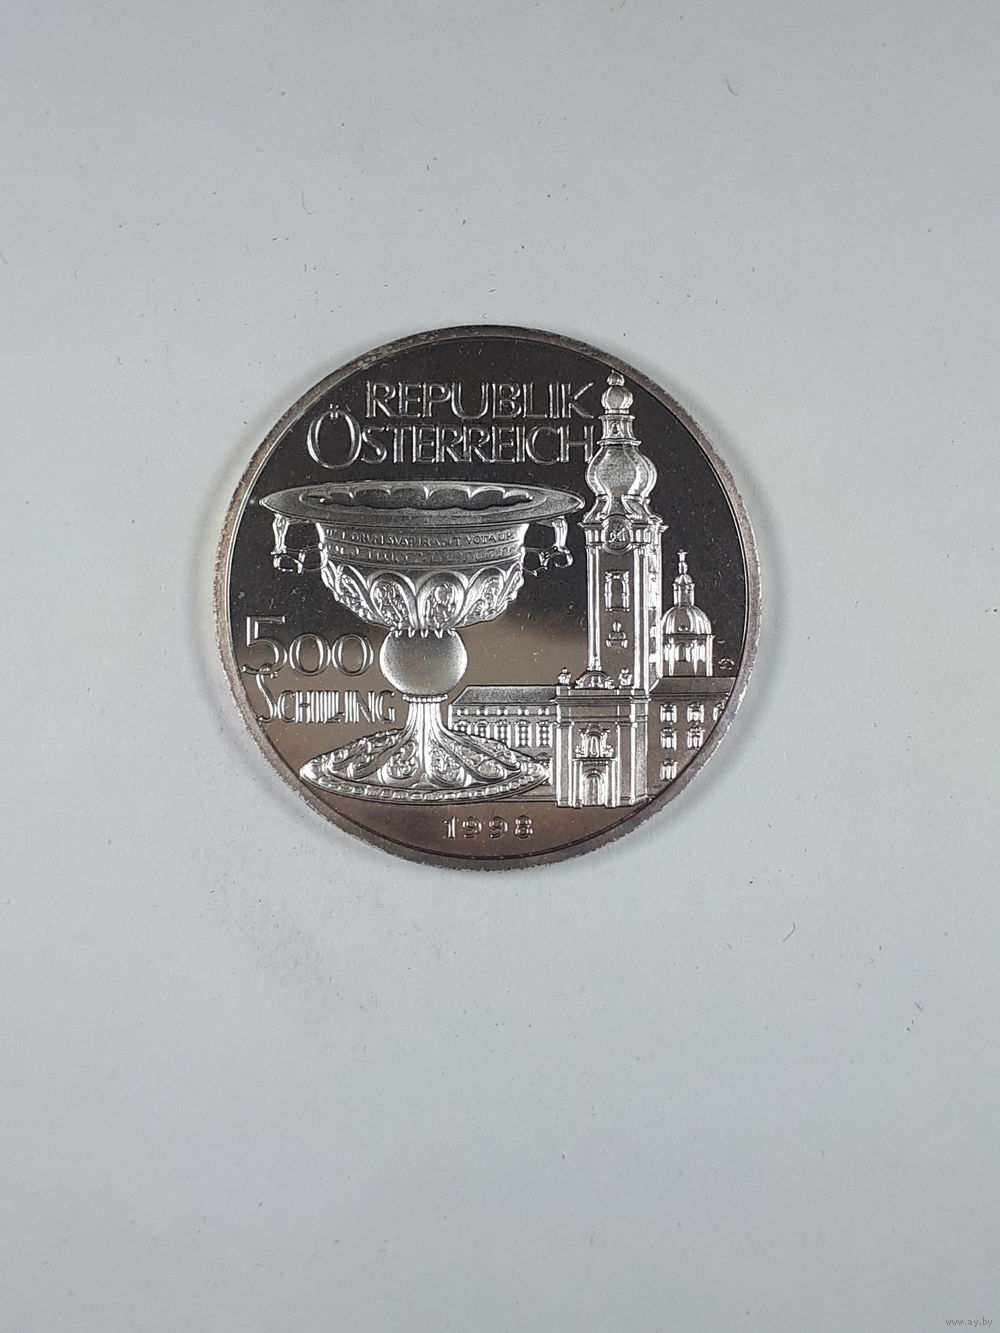 REPUBLIK
ÖSTERREICH
500
SCHILLING
1998
www.ay.by